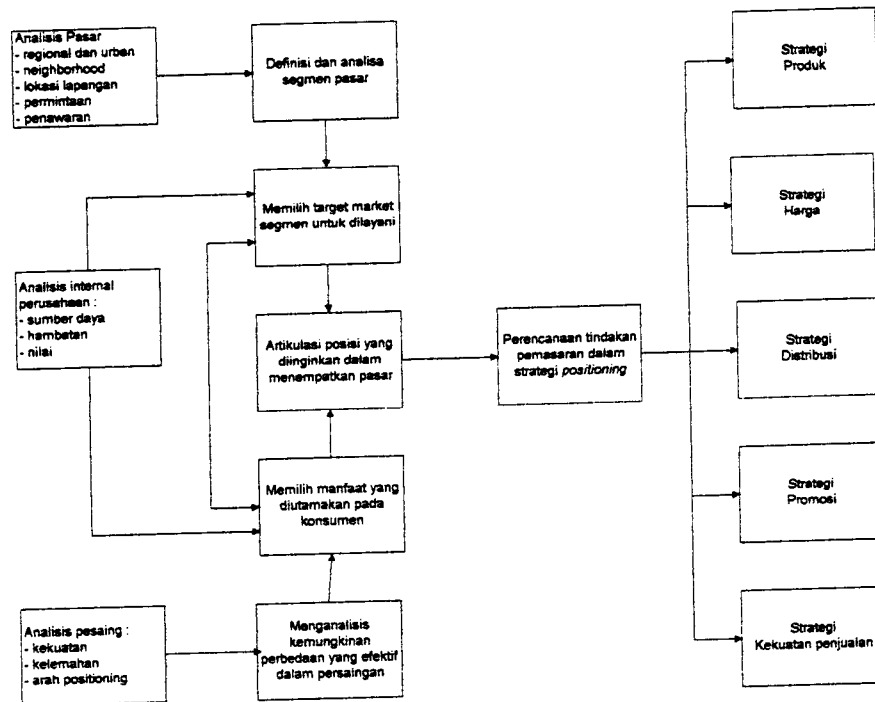 Analisis Pasar
- regional dan urban
- neighborhood
- lokasi lapangan
- permintaan
- penawaran
Definisi dan analisa
segmen pasar
Strategi
Produk
Memilih target market
segmen untuk dilayani
Strategi
Harga
Analisis internal
perusahaan :
- sumber daya
- hambatan
- nilai
Artikulasi posisi yang
diinginkan dalam
menempatkan pasar
Perencanaan tindakan
pemasaran dalam
strategi positioning
Strategi
Distribusi
Memilih manfaat yang
diutamakan pada
konsumen
Strategi
Promosi
Analisis pesaing :
- kekuatan
- kelemahan
- arah positioning
Menganalisis
kemungkinan
perbedaan yang efektif
dalam persaingan
Strategi
Kekuatan penjualan